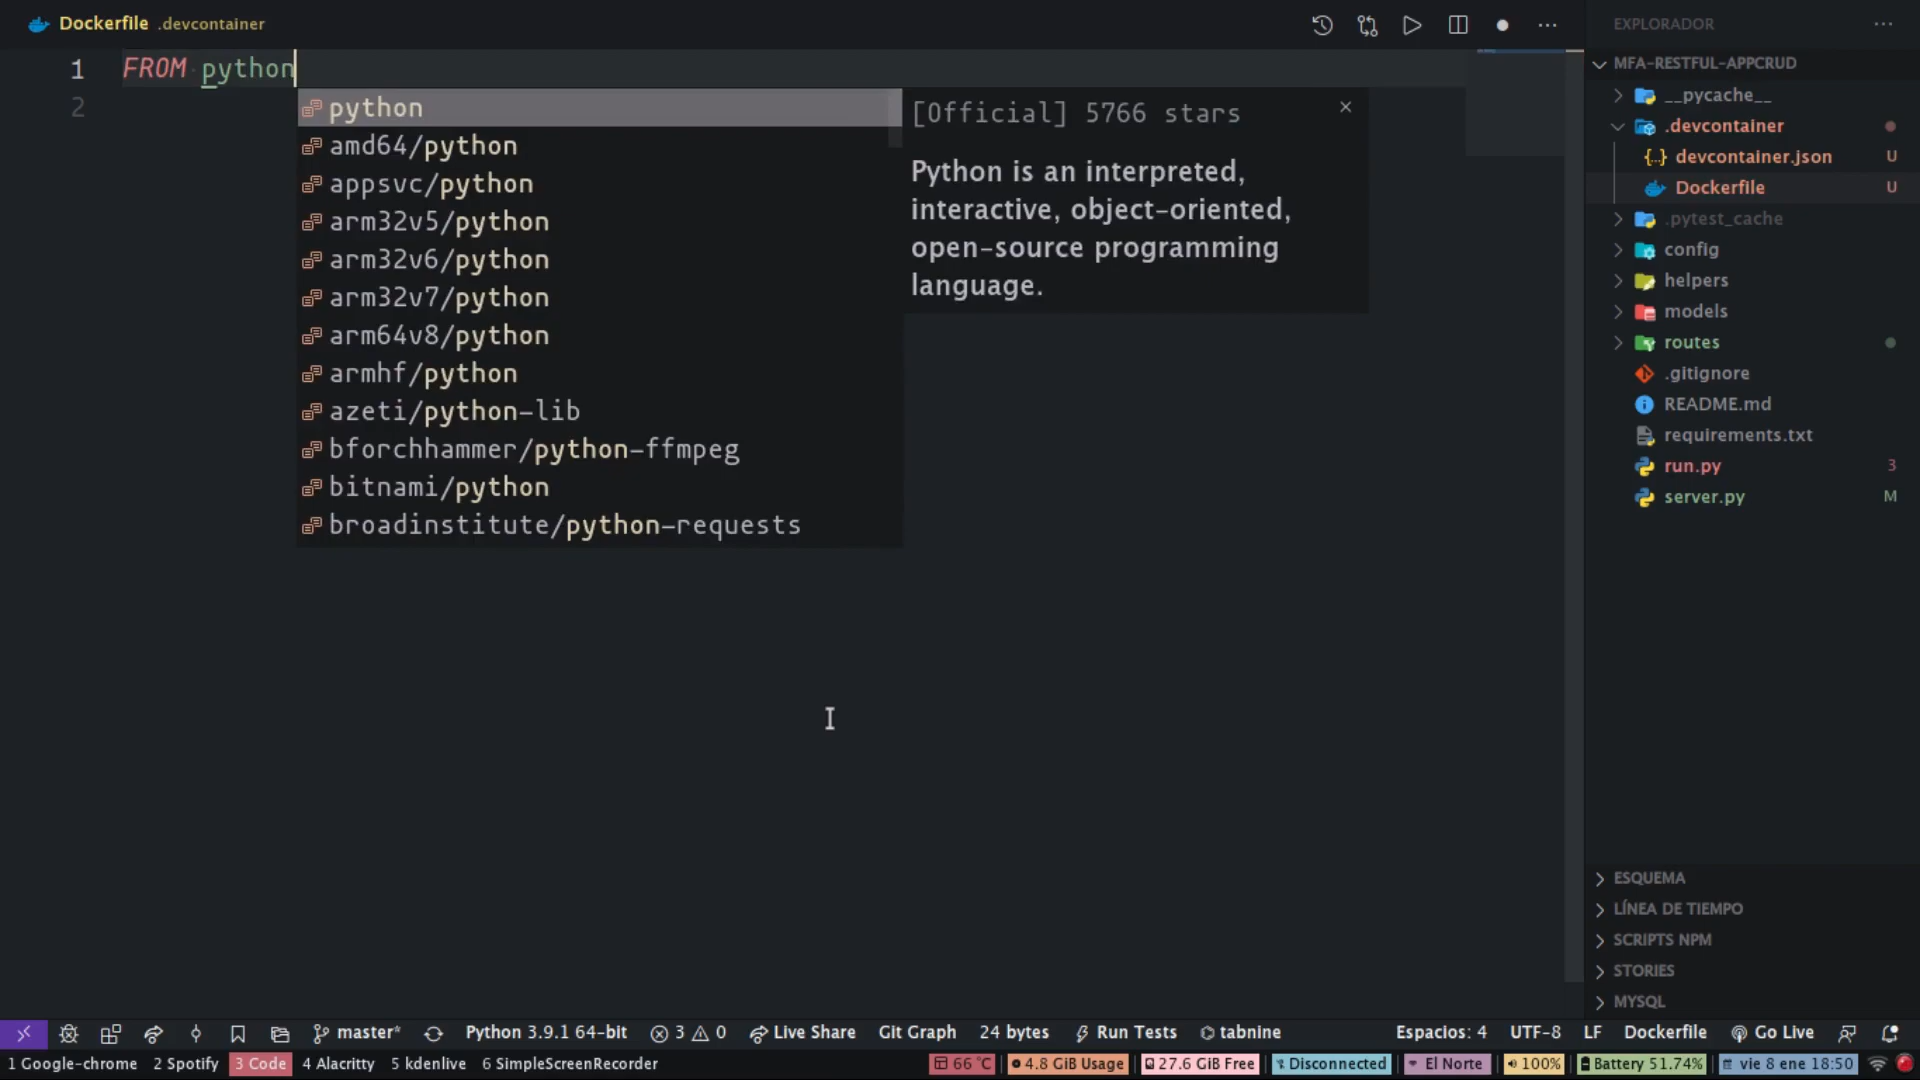 Dockerfile .devcontainer
1 FROM python
2
python
amd64/python
appsvc/python
arm32v5/python
arm32v6/python
arm32v7/python
arm64v8/python
armhf/python
azeti/python-lib
bforchhammer/python-ffmpeg
bitnami/python
broadinstitute/python-requests
[Official] 5766 stars
Python is an interpreted,
interactive, object-oriented,
open-source programming
language.
EXPLORADOR
MFA-RESTFUL-APPCRUD
__pycache__
.devcontainer
devcontainer.json U
Dockerfile U
.pytest_cache
config
helpers
models
routes
.gitignore
README.md
requirements.txt
run.py 3
server.py M
ESQUEMA
LÍNEA DE TIEMPO
SCRIPTS NPM
STORIES
MYSQL
master* Python 3.9.1 64-bit 3 0 Live Share Git Graph 24 bytes Run Tests tabnine Espacios: 4 UTF-8 LF Dockerfile Go Live
1 Google-chrome 2 Spotify 3 Code 4 Alacritty 5 kdenlive 6 SimpleScreenRecorder 66 °C 4.8 GiB Usage 27.6 GiB Free Disconnected El Norte 100% Battery 51.74% vie 8 ene 18:50